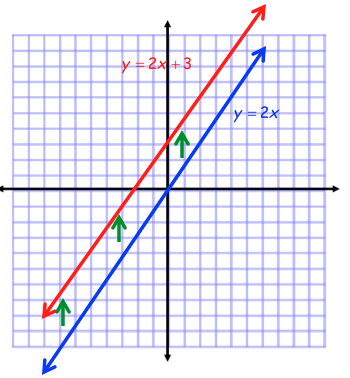 y = 2x + 3
y = 2x